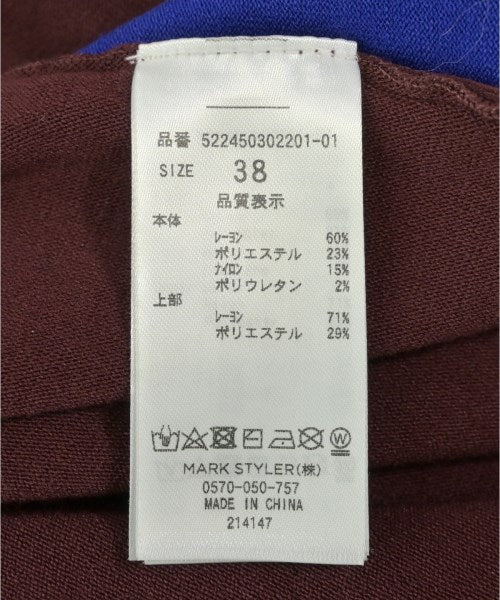 品番 522450302201-01
SIZE 38
品質表示
本体
レーヨン 60%
ポリエステル 23%
ナイロン 15%
ポリウレタン 2%
上部
レーヨン 71%
ポリエステル 29%
W
MARK STYLER(株)
0570-050-757
MADE IN CHINA
214147